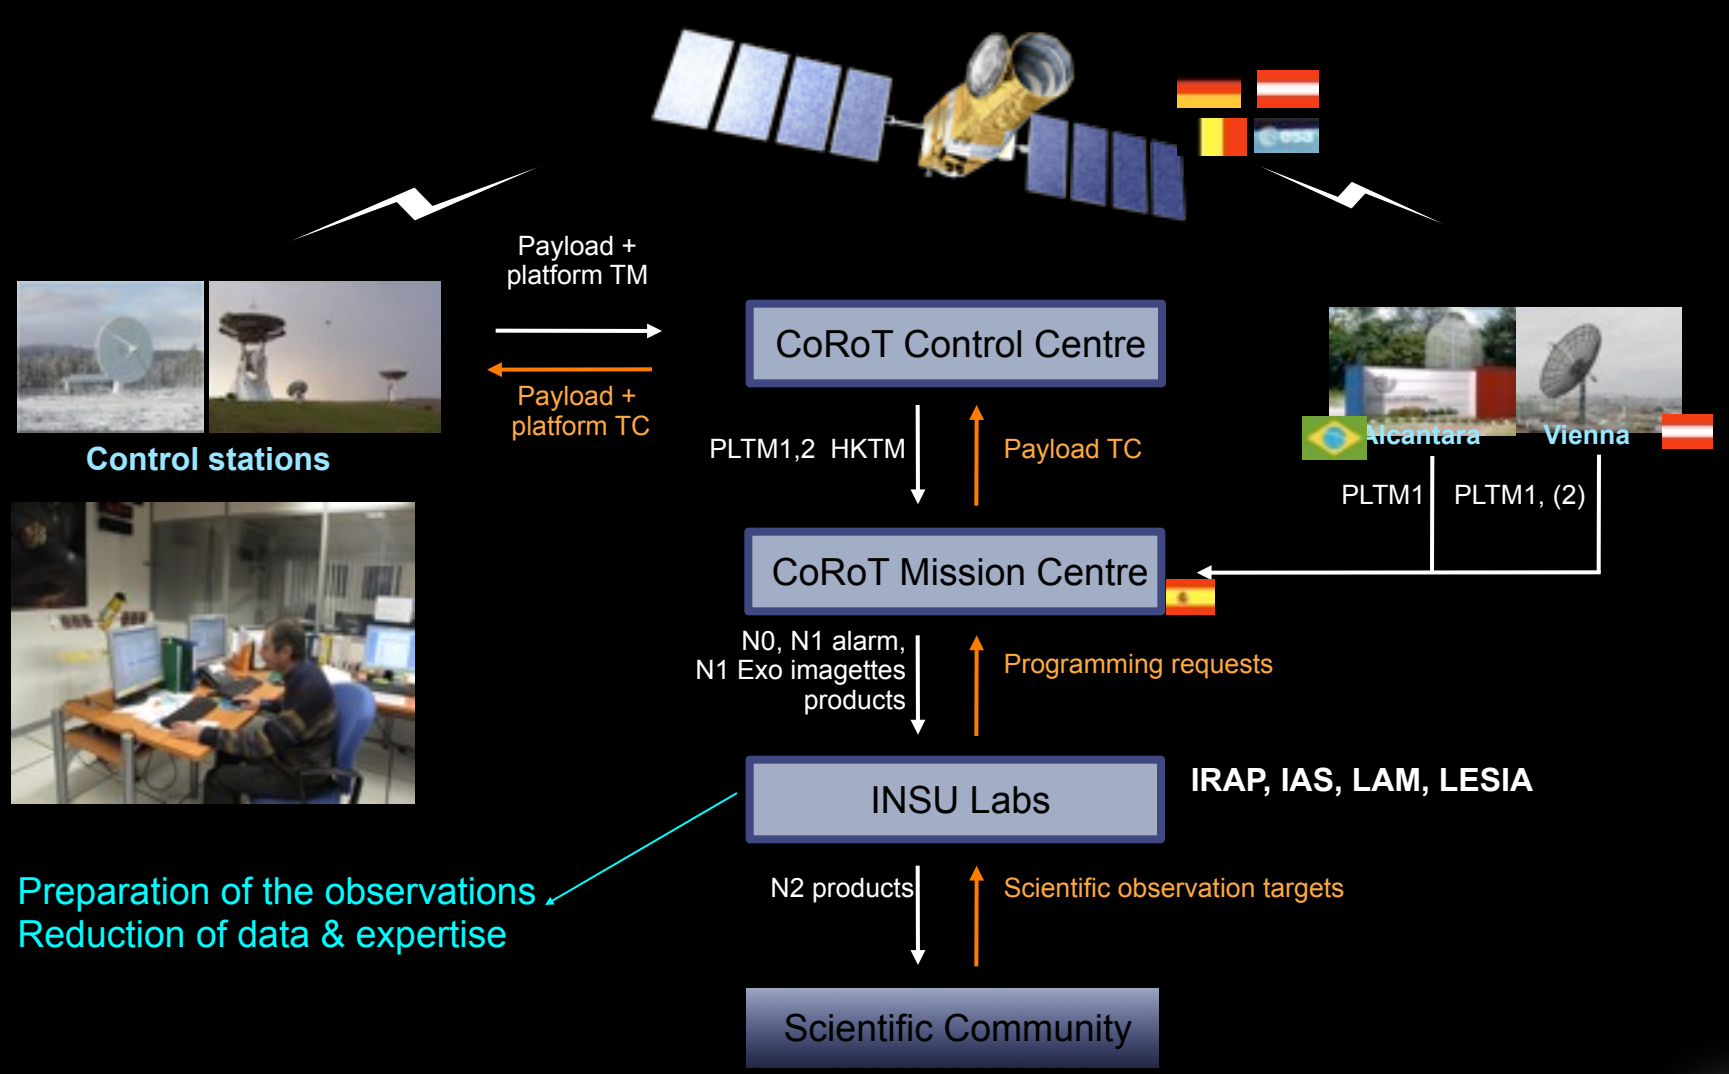 esa
Payload +
platform TM
CoRoT Control Centre
Payload +
platform TC
Control stations
PLTM1,2  HKTM
Payload TC
Alcantara
Vienna
PLTM1
PLTM1, (2)
CoRoT Mission Centre
N0, N1 alarm,
N1 Exo imagettes
products
Programming requests
INSU Labs
IRAP, IAS, LAM, LESIA
Preparation of the observations
Reduction of data & expertise
N2 products
Scientific observation targets
Scientific Community